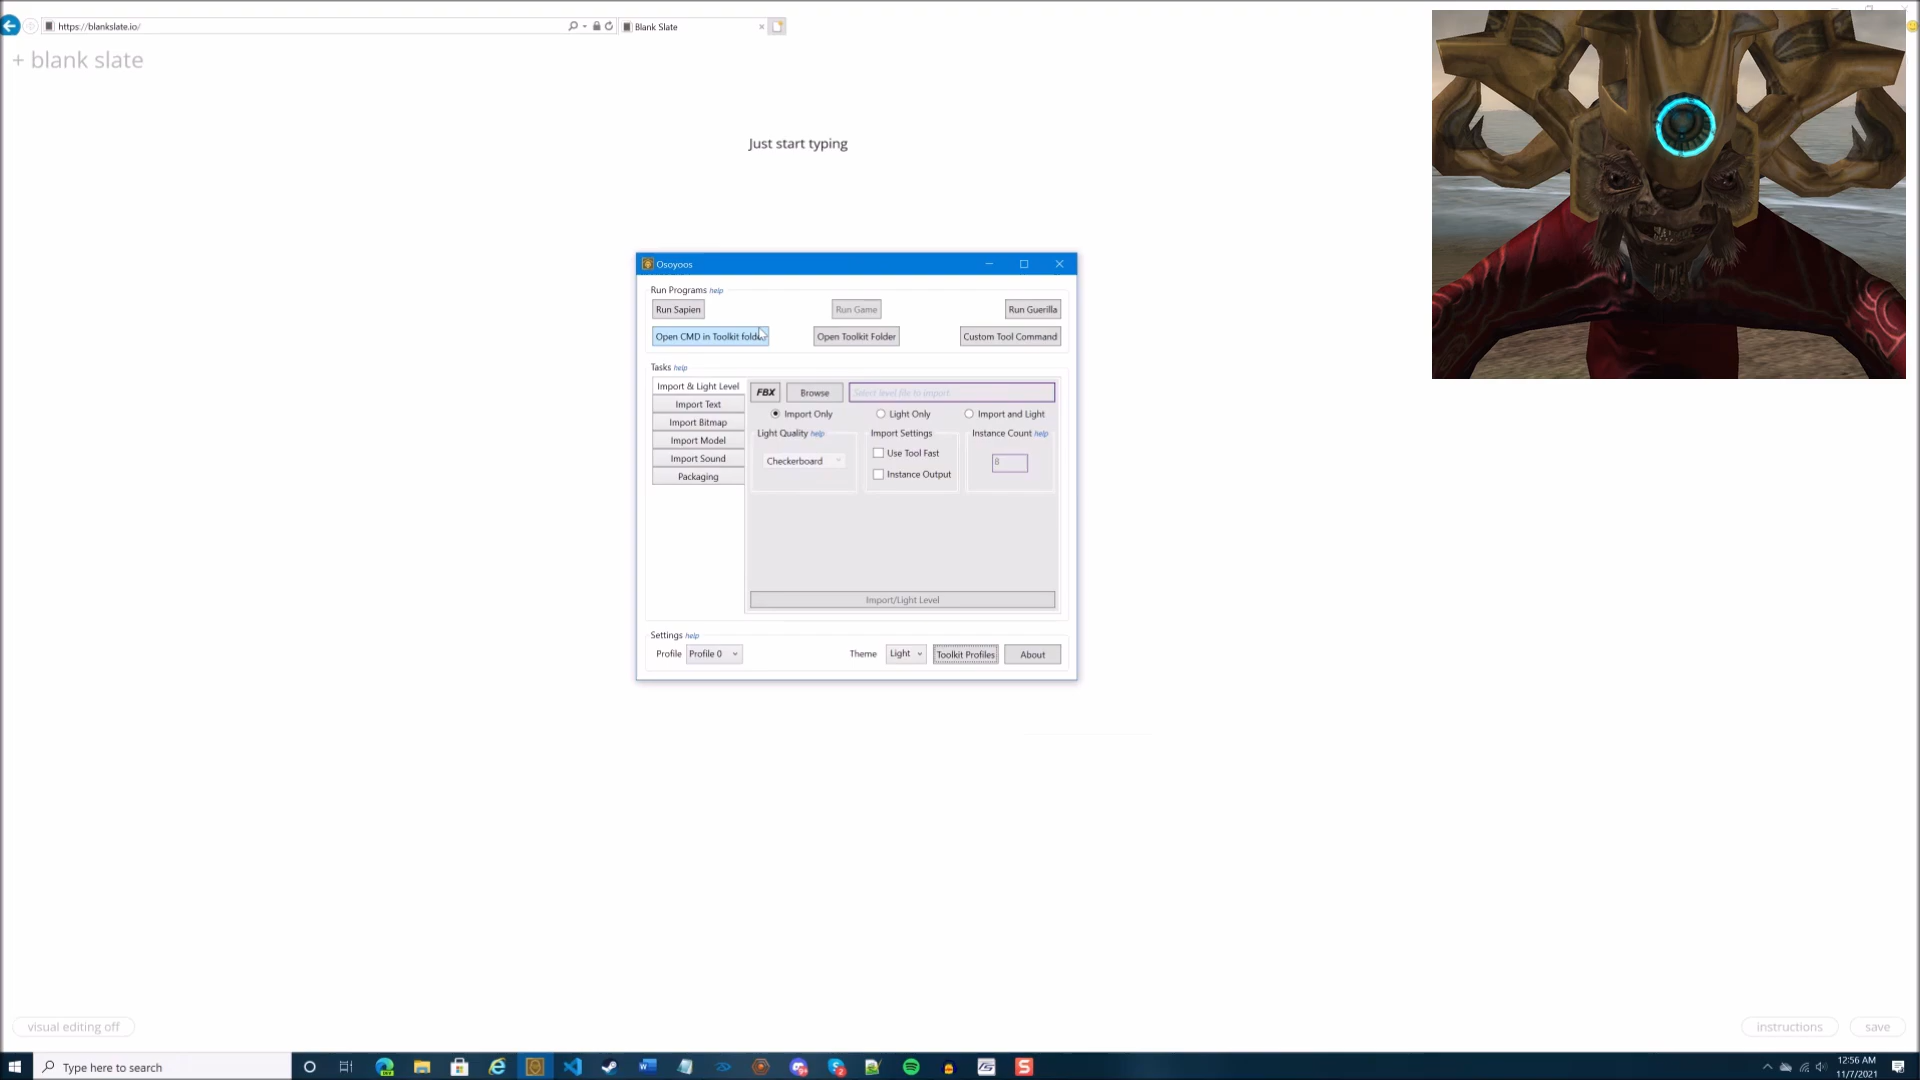 https://blankslate.io/
Blank Slate
+ blank slate
Just start typing
Osoyoos
Run Programs help
Run Sapien
Run Game
Run Guerilla
Open CMD in Toolkit folder
Open Toolkit Folder
Custom Tool Command
Tasks help
Import & Light Level
FBX
Browse
Select level file to import
Import Text
Import Only
Light Only
Import and Light
Import Bitmap
Light Quality help
Import Settings
Instance Count help
Import Model
Use Tool Fast
Import Sound
Checkerboard
8
Packaging
Instance Output
Import/Light Level
Settings help
Profile
Profile 0
Theme
Light
Toolkit Profiles
About
visual editing off
instructions
save
Type here to search
12:56 AM
11/7/2021